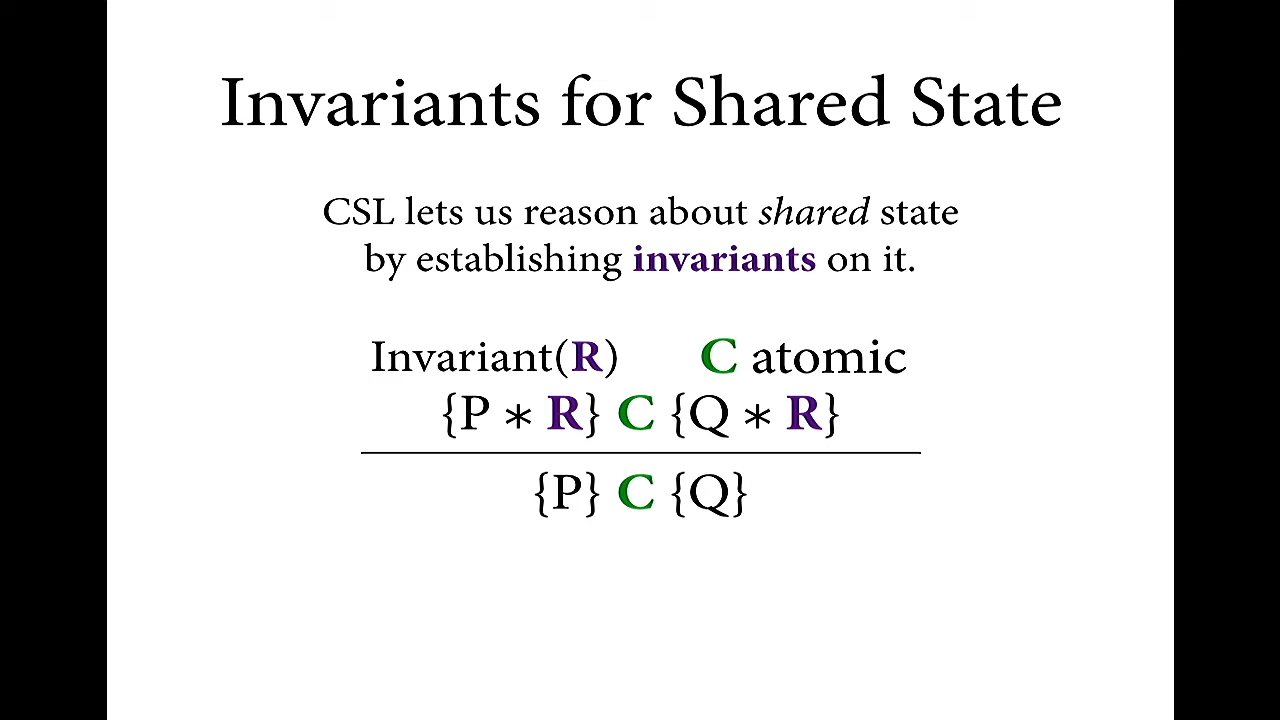 Invariants for Shared State
CSL lets us reason about shared state
by establishing invariants on it.
Invariant(R) C atomic
{P ∗ R} C {Q ∗ R}
{P} C {Q}